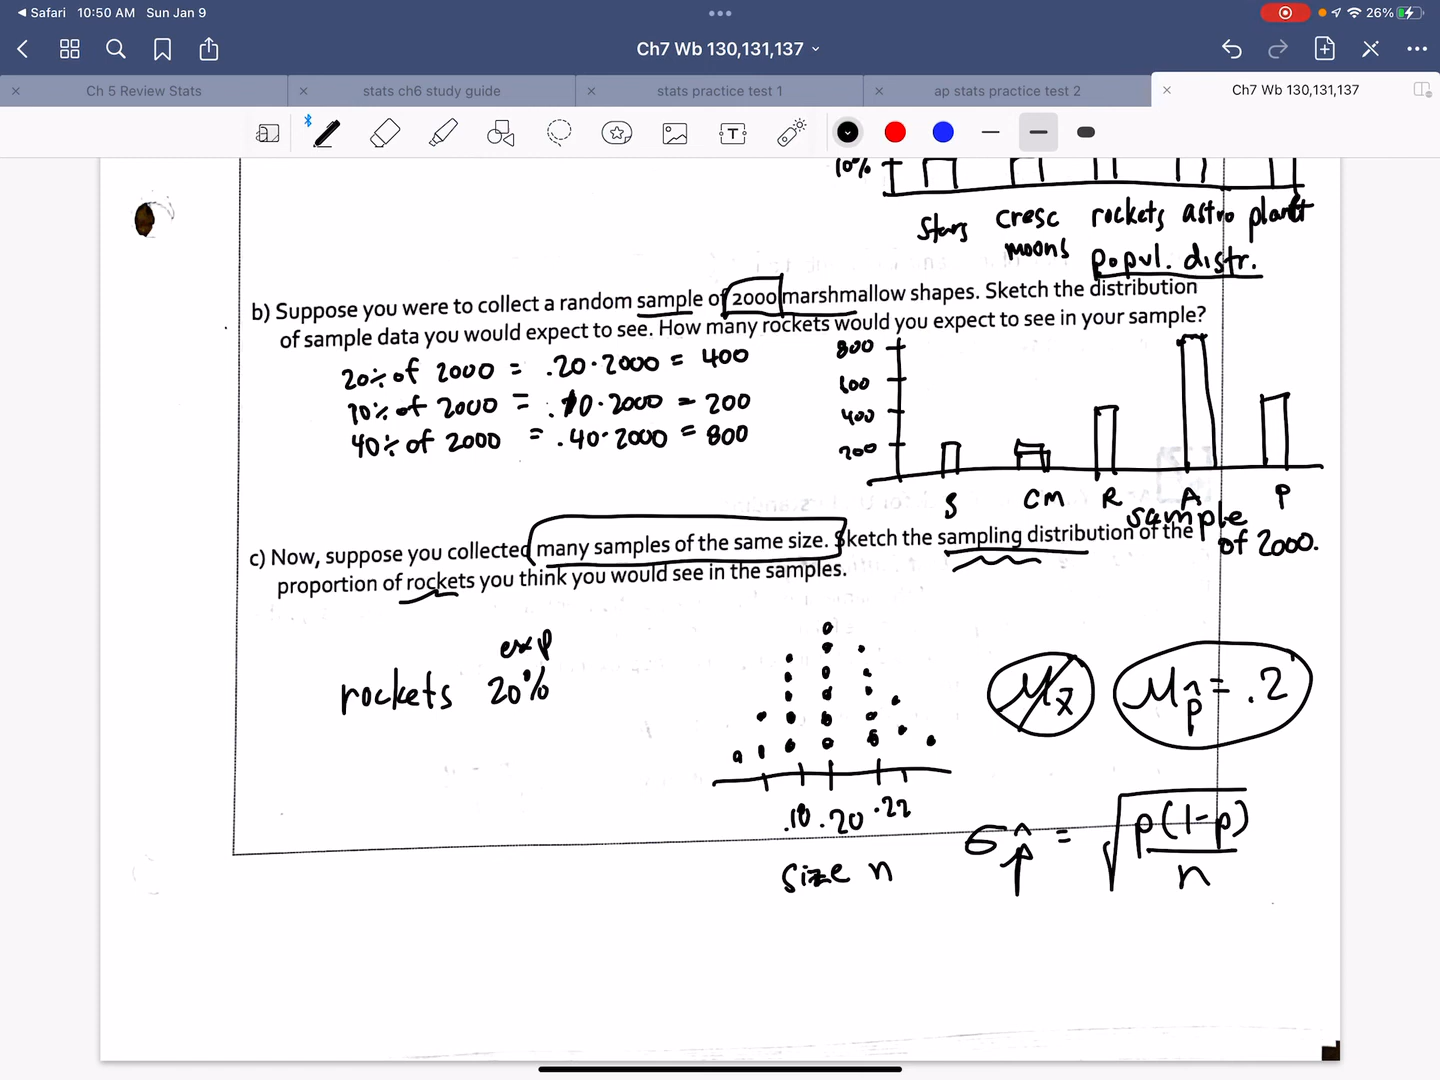 Safari 10:50 AM Sun Jan 9
26%
Ch7 Wb 130,131,137
Ch 5 Review Stats
stats ch6 study guide
stats practice test 1
ap stats practice test 2
Ch7 Wb 130,131,137
10%
Stars cresc moons rockets astro planet
popul. distr.
b) Suppose you were to collect a random sample of 2000 marshmallow shapes. Sketch the distribution
of sample data you would expect to see. How many rockets would you expect to see in your sample?
20% of 2000 = .20·2000 = 400
10% of 2000 = .10·2000 = 200
40% of 2000 = .40·2000 = 800
800
600
400
200
S CM R A P
sample
of 2000.
c) Now, suppose you collected many samples of the same size. Sketch the sampling distribution of the
proportion of rockets you think you would see in the samples.
exp
rockets 20%
μx̄ μp̂ = .2
.18 .20 .22
size n
σp̂ = √(p(1-p)/n)